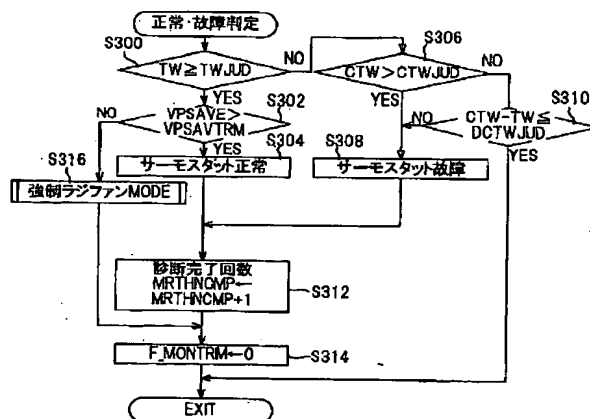 正常・故障判定
S300
TW≧TWJUD
NO
YES
S306
CTW>CTWJUD
NO
YES
S310
CTW-TW≦
DCTWJUD
NO
YES
S302
VPSAVE>
VPSAVTRM
NO
YES
S304
サーモスタット正常
S308
サーモスタット故障
S316
強制ラジファンMODE
診断完了回数
MRTHNCMP←
MRTHNCMP+1
S312
F_MONTRM←0
S314
EXIT